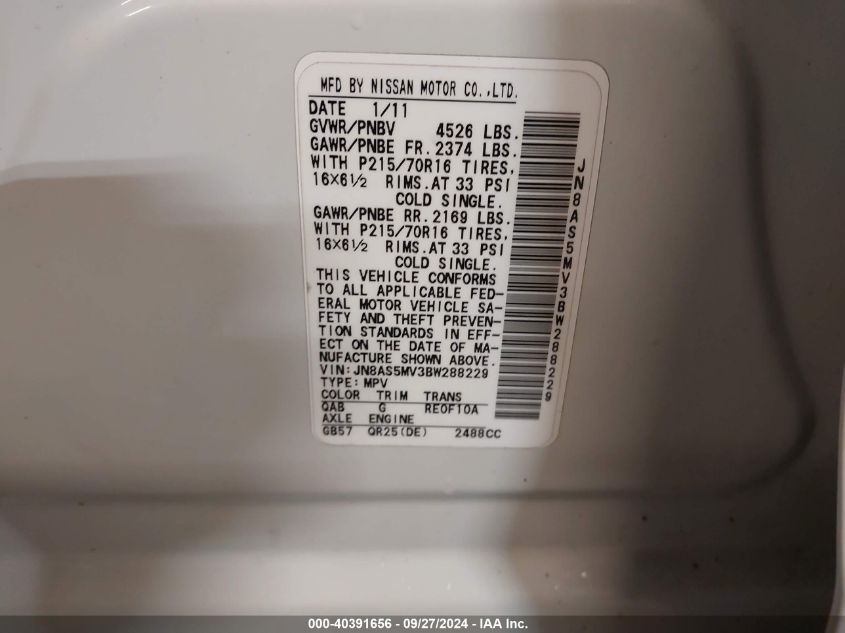 MFD BY NISSAN MOTOR CO.,LTD.
DATE 1/11
GVWR/PNBV 4526 LBS.
GAWR/PNBE FR. 2374 LBS.
WITH P215/70R16 TIRES,
16X6½ RIMS.AT 33 PSI
COLD SINGLE.
GAWR/PNBE RR. 2169 LBS.
WITH P215/70R16 TIRES,
16X6½ RIMS.AT 33 PSI
COLD SINGLE.
THIS VEHICLE CONFORMS
TO ALL APPLICABLE FED-
ERAL MOTOR VEHICLE SA-
FETY AND THEFT PREVEN-
TION STANDARDS IN EFF-
ECT ON THE DATE OF MA-
NUFACTURE SHOWN ABOVE.
VIN: JN8AS5MV3BW288229
TYPE: MPV
COLOR TRIM TRANS
QAB G RE0F10A
AXLE ENGINE
GB57 QR25(DE) 2488CC
JN8AS5MV3BW288229
000-40391656 - 09/27/2024 - IAA Inc.